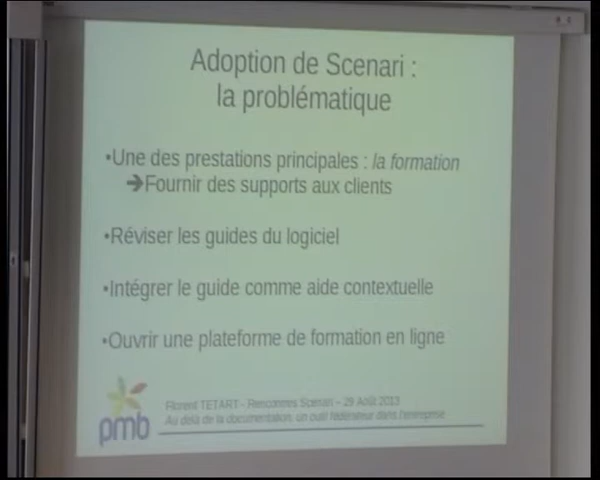 Adoption de Scenari :
la problématique
•Une des prestations principales : la formation
➔Fournir des supports aux clients
•Réviser les guides du logiciel
•Intégrer le guide comme aide contextuelle
•Ouvrir une plateforme de formation en ligne
Florent TETART - Rencontres Scenari – 29 Août 2013
Au delà de la documentation, un outil fédérateur dans l'entreprise
pmb